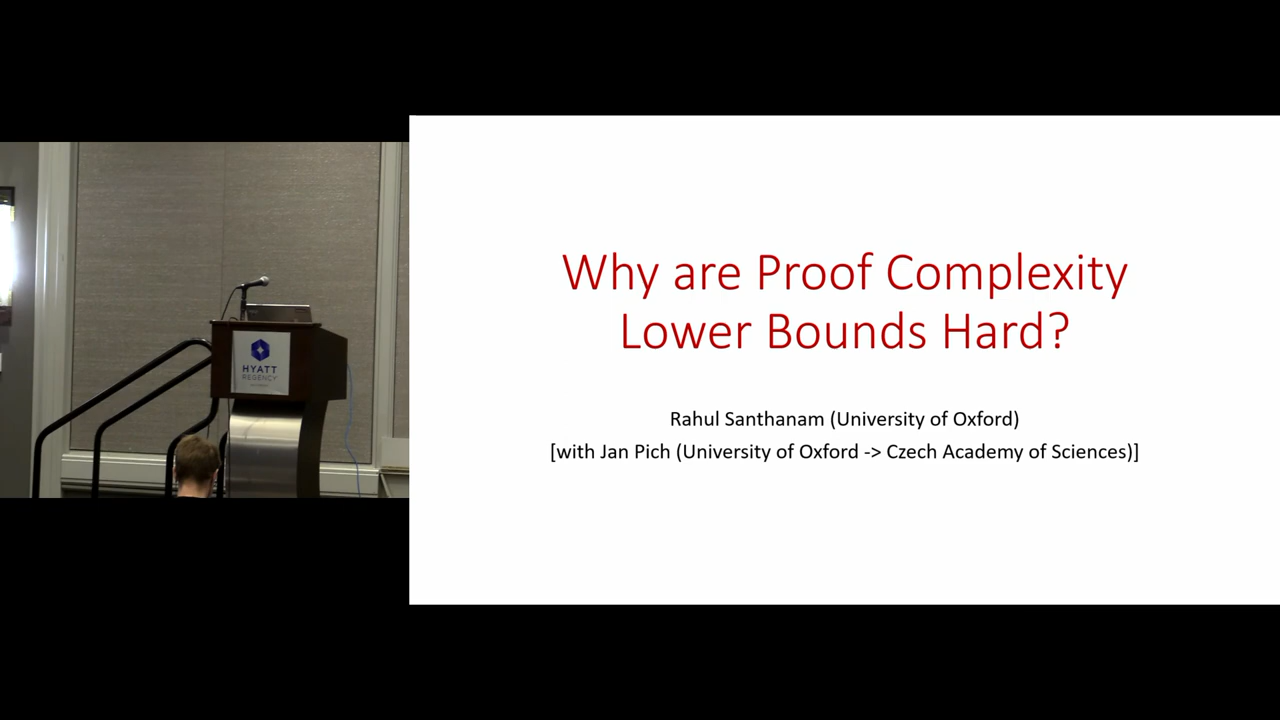 Why are Proof Complexity
Lower Bounds Hard?
Rahul Santhanam (University of Oxford)
[with Jan Pich (University of Oxford -> Czech Academy of Sciences)]
HYATT
REGENCY